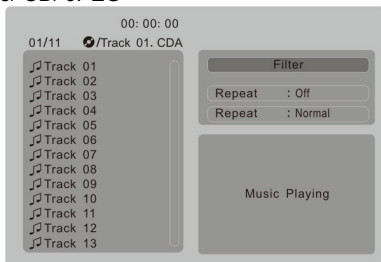 00: 00: 00
01/11 /Track 01. CDA
Track 01
Track 02
Track 03
Track 04
Track 05
Track 06
Track 07
Track 08
Track 09
Track 10
Track 11
Track 12
Track 13
Filter
Repeat : Off
Repeat : Normal
Music Playing